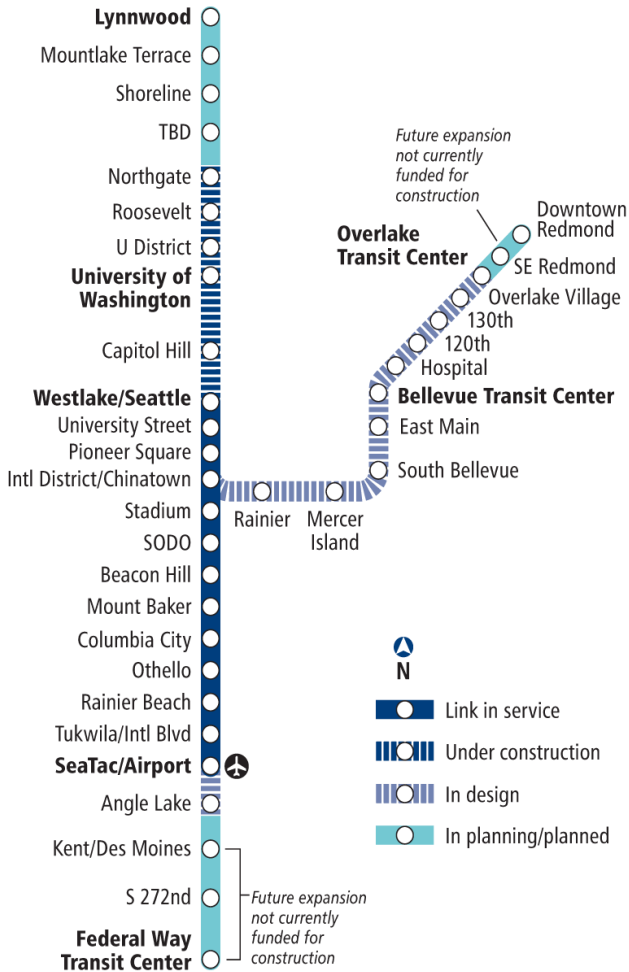 Lynnwood
Mountlake Terrace
Shoreline
TBD
Northgate
Roosevelt
U District
University of
Washington
Capitol Hill
Westlake/Seattle
University Street
Pioneer Square
Intl District/Chinatown
Stadium
SODO
Beacon Hill
Mount Baker
Columbia City
Othello
Rainier Beach
Tukwila/Intl Blvd
SeaTac/Airport
Angle Lake
Kent/Des Moines
S 272nd
Federal Way
Transit Center
Future expansion
not currently
funded for
construction
Future expansion
not currently
funded for
construction
Downtown
Redmond
SE Redmond
Overlake
Transit Center
Overlake Village
130th
120th
Hospital
Bellevue Transit Center
East Main
South Bellevue
Rainier
Mercer
Island
N
Link in service
Under construction
In design
In planning/planned